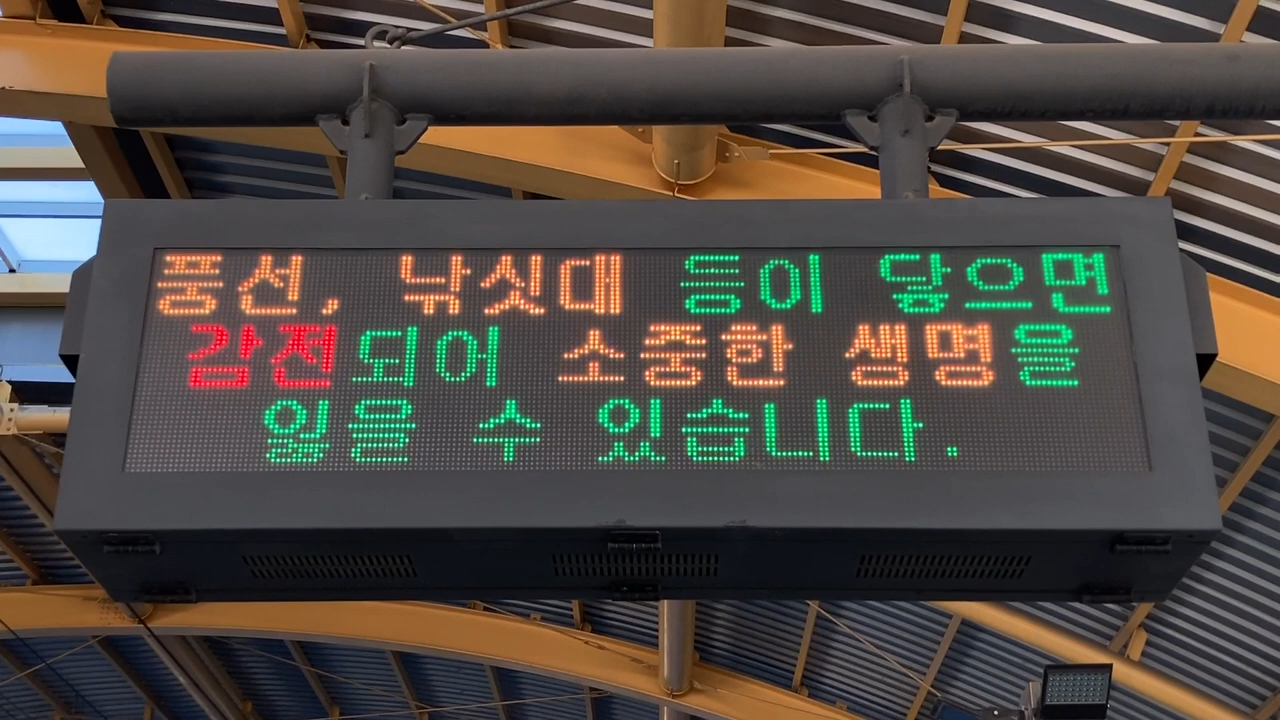 풍선, 낚싯대 등이 닿으면
감전되어 소중한 생명을
잃을 수 있습니다.